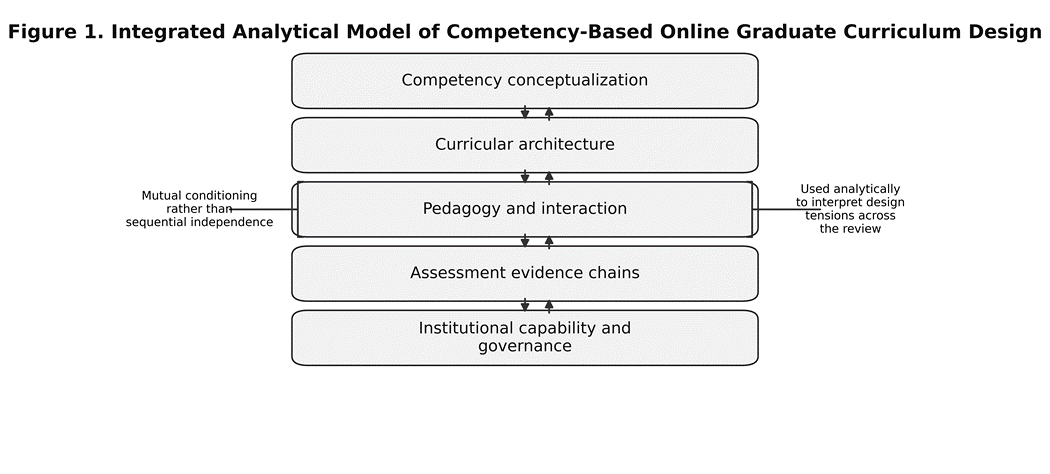 Figure 1. Integrated Analytical Model of Competency-Based Online Graduate Curriculum Design
Competency conceptualization
Curricular architecture
Mutual conditioning
rather than
sequential independence
Pedagogy and interaction
Used analytically
to interpret design
tensions across
the review
Assessment evidence chains
Institutional capability and
governance